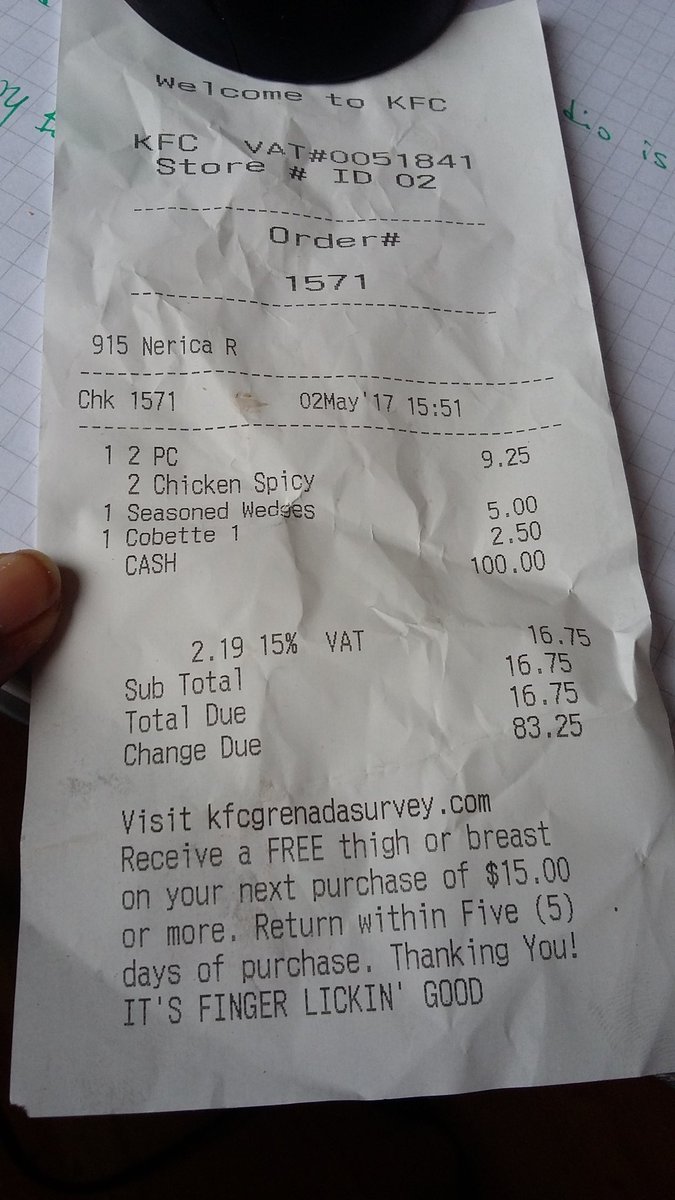 Welcome to KFC
KFC VAT#0051841
Store # ID 02
Order#
1571
915 Nerica R
Chk 1571 02May'17 15:51
1 2 PC 9.25
2 Chicken Spicy
1 Seasoned Wedges 5.00
1 Cobette 1 2.50
CASH 100.00
2.19 15% VAT 16.75
Sub Total 16.75
Total Due 16.75
Change Due 83.25
Visit kfcgrenadasurvey.com
Receive a FREE thigh or breast
on your next purchase of $15.00
or more. Return within Five (5)
days of purchase. Thanking You!
IT'S FINGER LICKIN' GOOD
is